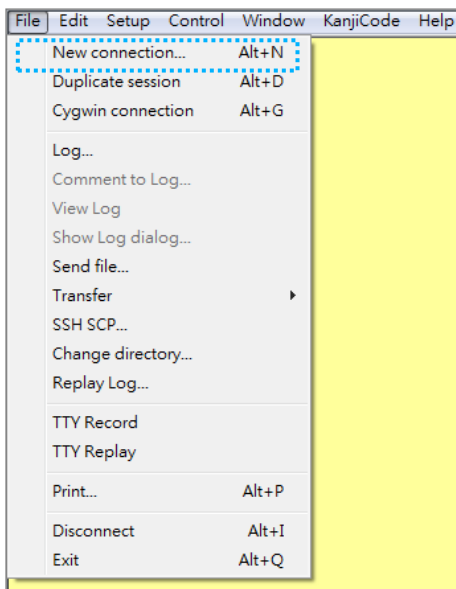 File Edit Setup Control Window KanjiCode Help
New connection... Alt+N
Duplicate session Alt+D
Cygwin connection Alt+G
Log...
Comment to Log...
View Log
Show Log dialog...
Send file...
Transfer
SSH SCP...
Change directory...
Replay Log...
TTY Record
TTY Replay
Print... Alt+P
Disconnect Alt+I
Exit Alt+Q